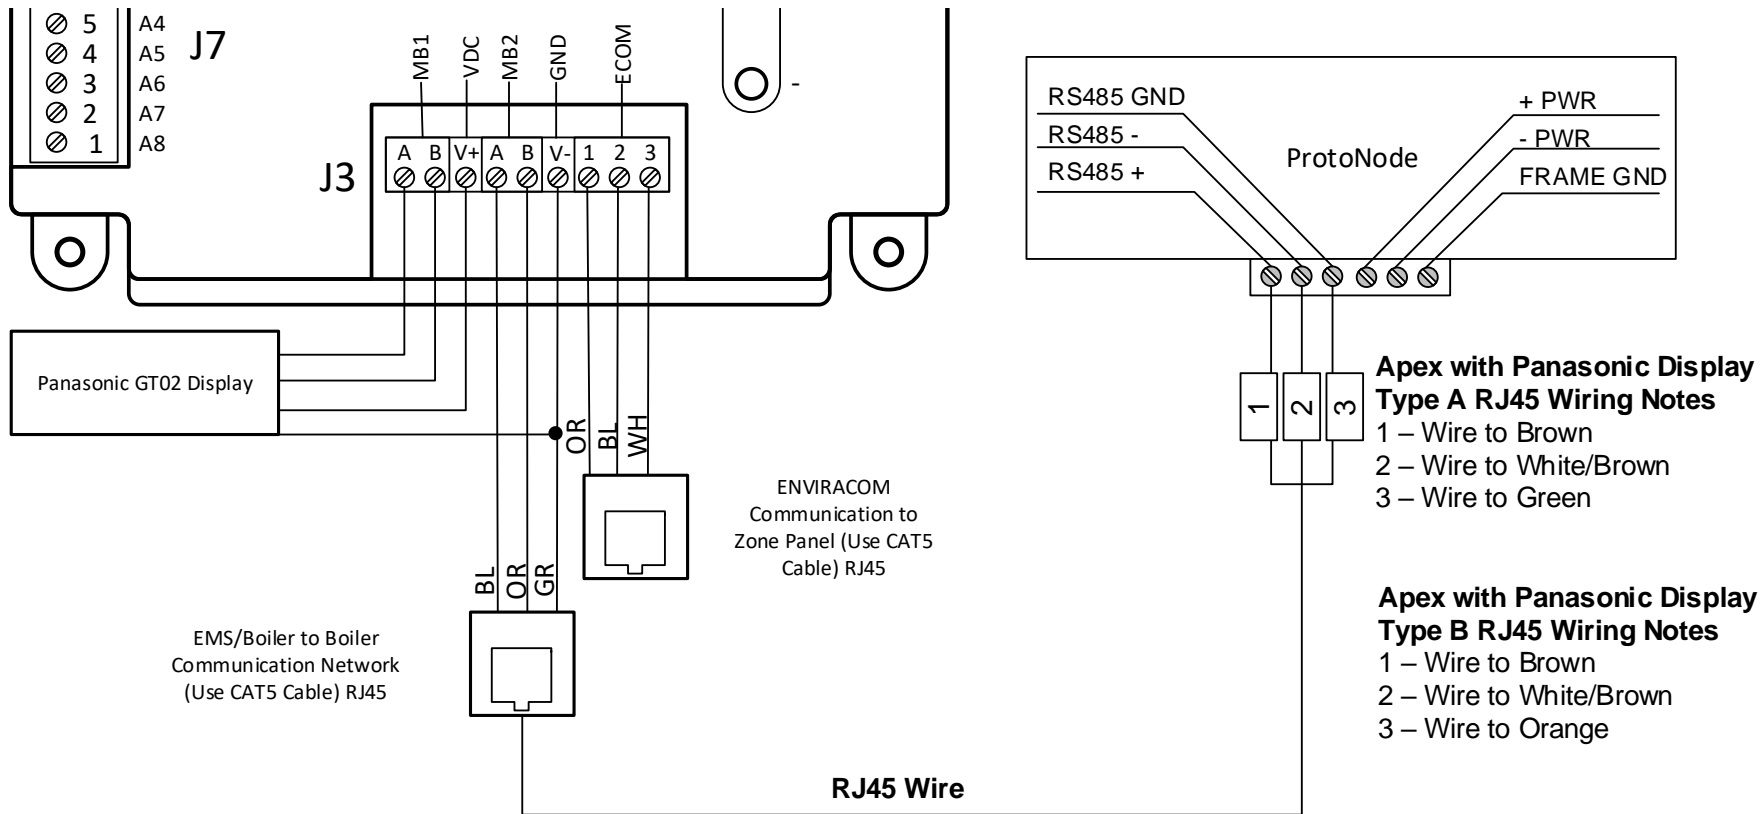 5 A4
4 A5
3 A6
2 A7
1 A8
J7
MB1
VDC
MB2
GND
ECOM
-
J3
A B V+ A B V- 1 2 3
Panasonic GT02 Display
OR
BL
WH
ENVIRACOM
Communication to
Zone Panel (Use CAT5
Cable) RJ45
BL
OR
GR
EMS/Boiler to Boiler
Communication Network
(Use CAT5 Cable) RJ45
RJ45 Wire
RS485 GND
RS485 -
RS485 +
ProtoNode
+ PWR
- PWR
FRAME GND
1
2
3
Apex with Panasonic Display
Type A RJ45 Wiring Notes
1 – Wire to Brown
2 – Wire to White/Brown
3 – Wire to Green
Apex with Panasonic Display
Type B RJ45 Wiring Notes
1 – Wire to Brown
2 – Wire to White/Brown
3 – Wire to Orange